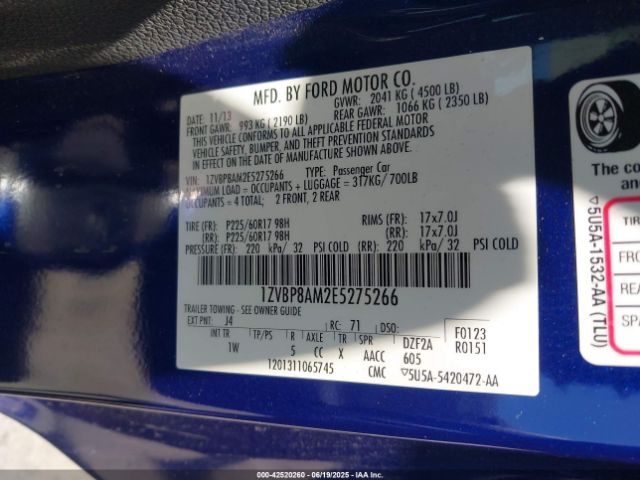 MFD. BY FORD MOTOR CO.
DATE: 11/13 GVWR: 2041 KG ( 4500 LB)
FRONT GAWR: 993 KG ( 2190 LB) REAR GAWR: 1066 KG ( 2350 LB)
THIS VEHICLE CONFORMS TO ALL APPLICABLE FEDERAL MOTOR
VEHICLE SAFETY, BUMPER, AND THEFT PREVENTION STANDARDS
IN EFFECT ON THE DATE OF MANUFACTURE SHOWN ABOVE.
VIN: 1ZVBP8AM2E5275266 TYPE: Passenger Car
MAXIMUM LOAD = OCCUPANTS + LUGGAGE = 317KG/700LB
OCCUPANTS = 4 TOTAL; 2 FRONT, 2 REAR
TIRE (FR): P225/60R17 98H RIMS (FR): 17x7.0J
(RR): P225/60R17 98H (RR): 17x7.0J
PRESSURE (FR): 220 kPa/ 32 PSI COLD (RR): 220 kPa/ 32 PSI COLD
1ZVBP8AM2E5275266
TRAILER TOWING - SEE OWNER GUIDE
EXT PNT: J4 RC: 71 DSO: F0123
INT TR TP/PS R AXLE TR SPR DZF2A R0151
1W 5 CC X AACC 605
1201311065745 CMC ▽5U5A-5420472-AA
The co
and
TIR
FRO
REA
SPA
▽5U5A-1532-AA (TLU)
000-42520260 - 06/19/2025 - IAA Holdings, LLC